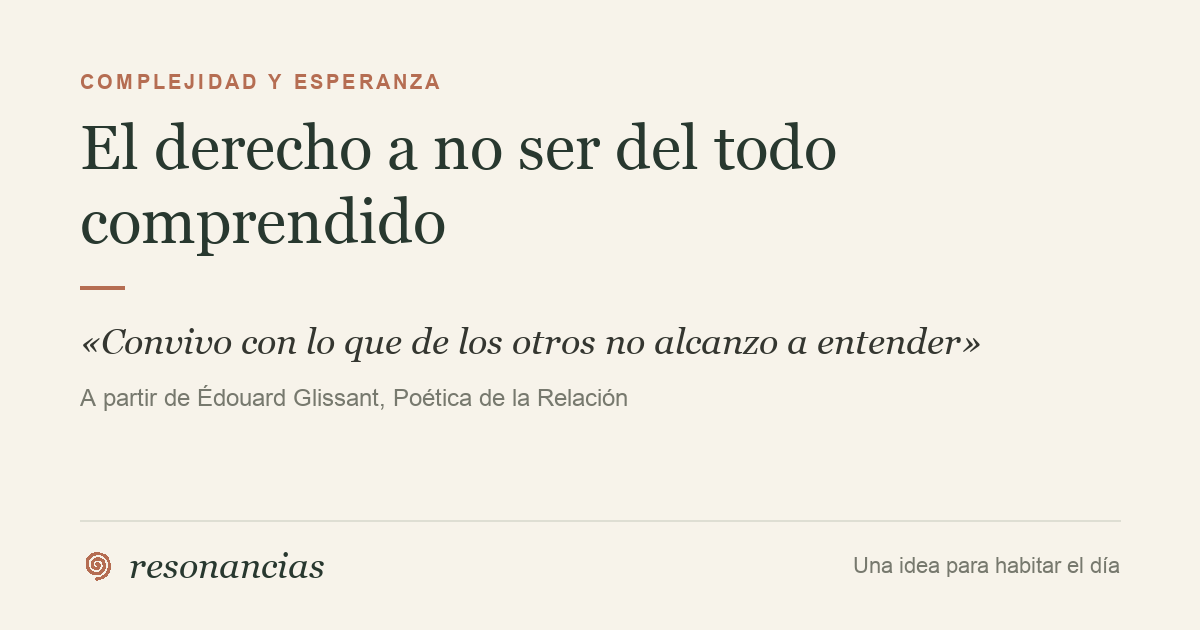 COMPLEJIDAD Y ESPERANZA
El derecho a no ser del todo
comprendido
«Convivo con lo que de los otros no alcanzo a entender»
A partir de Édouard Glissant, Poética de la Relación
resonancias
Una idea para habitar el día